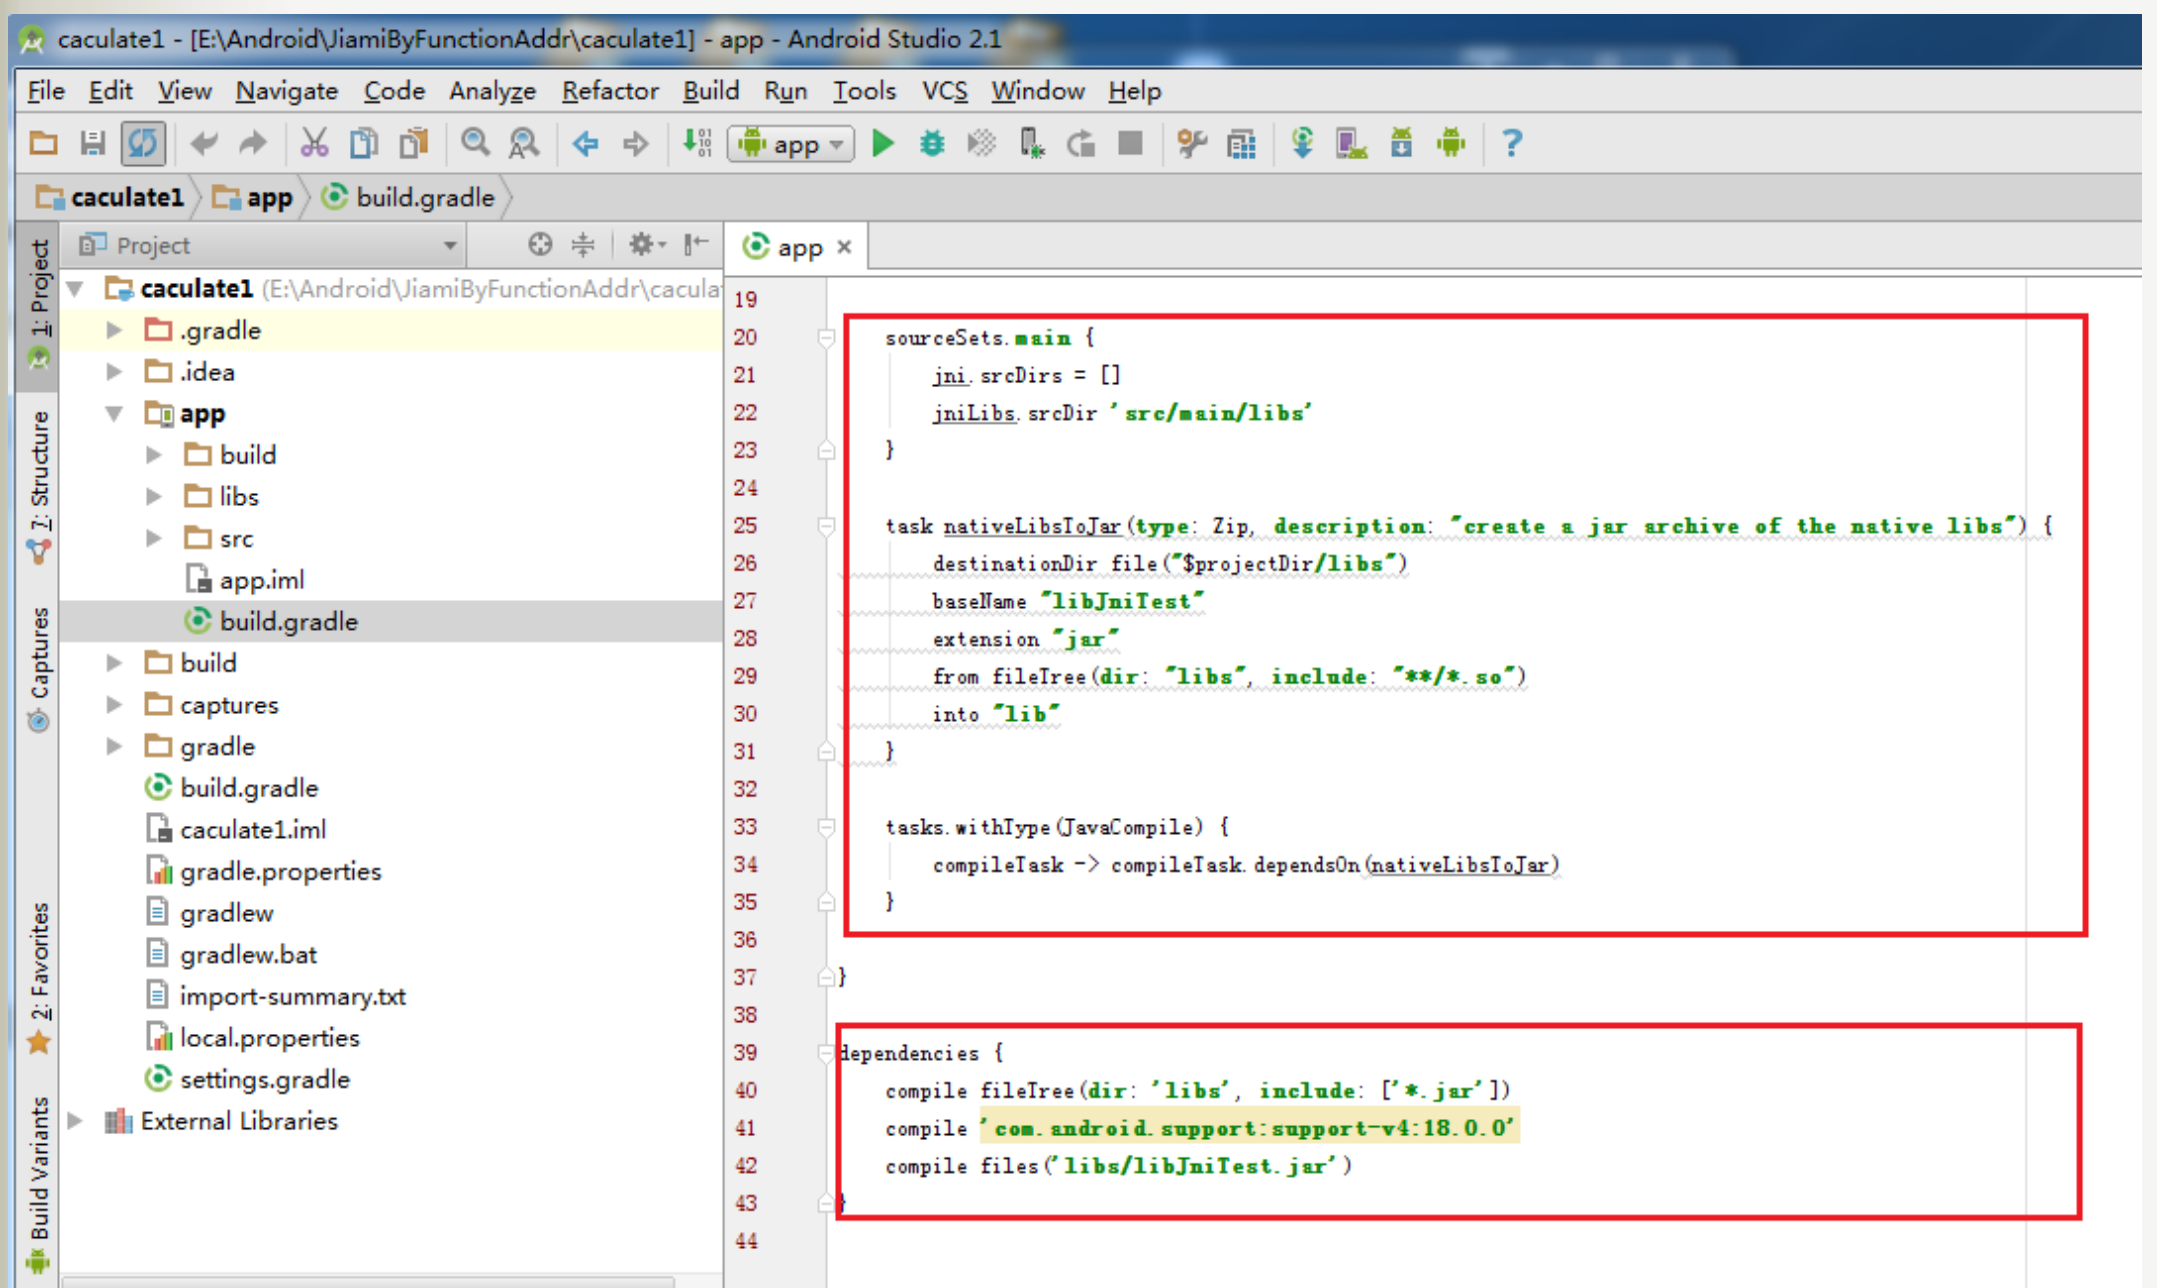 caculate1 - [E:\Android\JiamiByFunctionAddr\caculate1] - app - Android Studio 2.1
File Edit View Navigate Code Analyze Refactor Build Run Tools VCS Window Help
app
caculate1 app build.gradle
Project
app
1: Project
7: Structure
Captures
2: Favorites
Build Variants
caculate1 (E:\Android\JiamiByFunctionAddr\cacula
.gradle
.idea
app
build
libs
src
app.iml
build.gradle
build
captures
gradle
build.gradle
caculate1.iml
gradle.properties
gradlew
gradlew.bat
import-summary.txt
local.properties
settings.gradle
External Libraries
19
20 sourceSets.main {
21 jni.srcDirs = []
22 jniLibs.srcDir 'src/main/libs'
23 }
24
25 task nativeLibsToJar(type: Zip, description: "create a jar archive of the native libs") {
26 destinationDir file("$projectDir/libs")
27 baseName "libJniTest"
28 extension "jar"
29 from fileTree(dir: "libs", include: "**/*.so")
30 into "lib"
31 }
32
33 tasks.withType(JavaCompile) {
34 compileTask -> compileTask.dependsOn(nativeLibsToJar)
35 }
36
37 }
38
39 dependencies {
40 compile fileTree(dir: 'libs', include: ['*.jar'])
41 compile 'com.android.support:support-v4:18.0.0'
42 compile files('libs/libJniTest.jar')
43 }
44